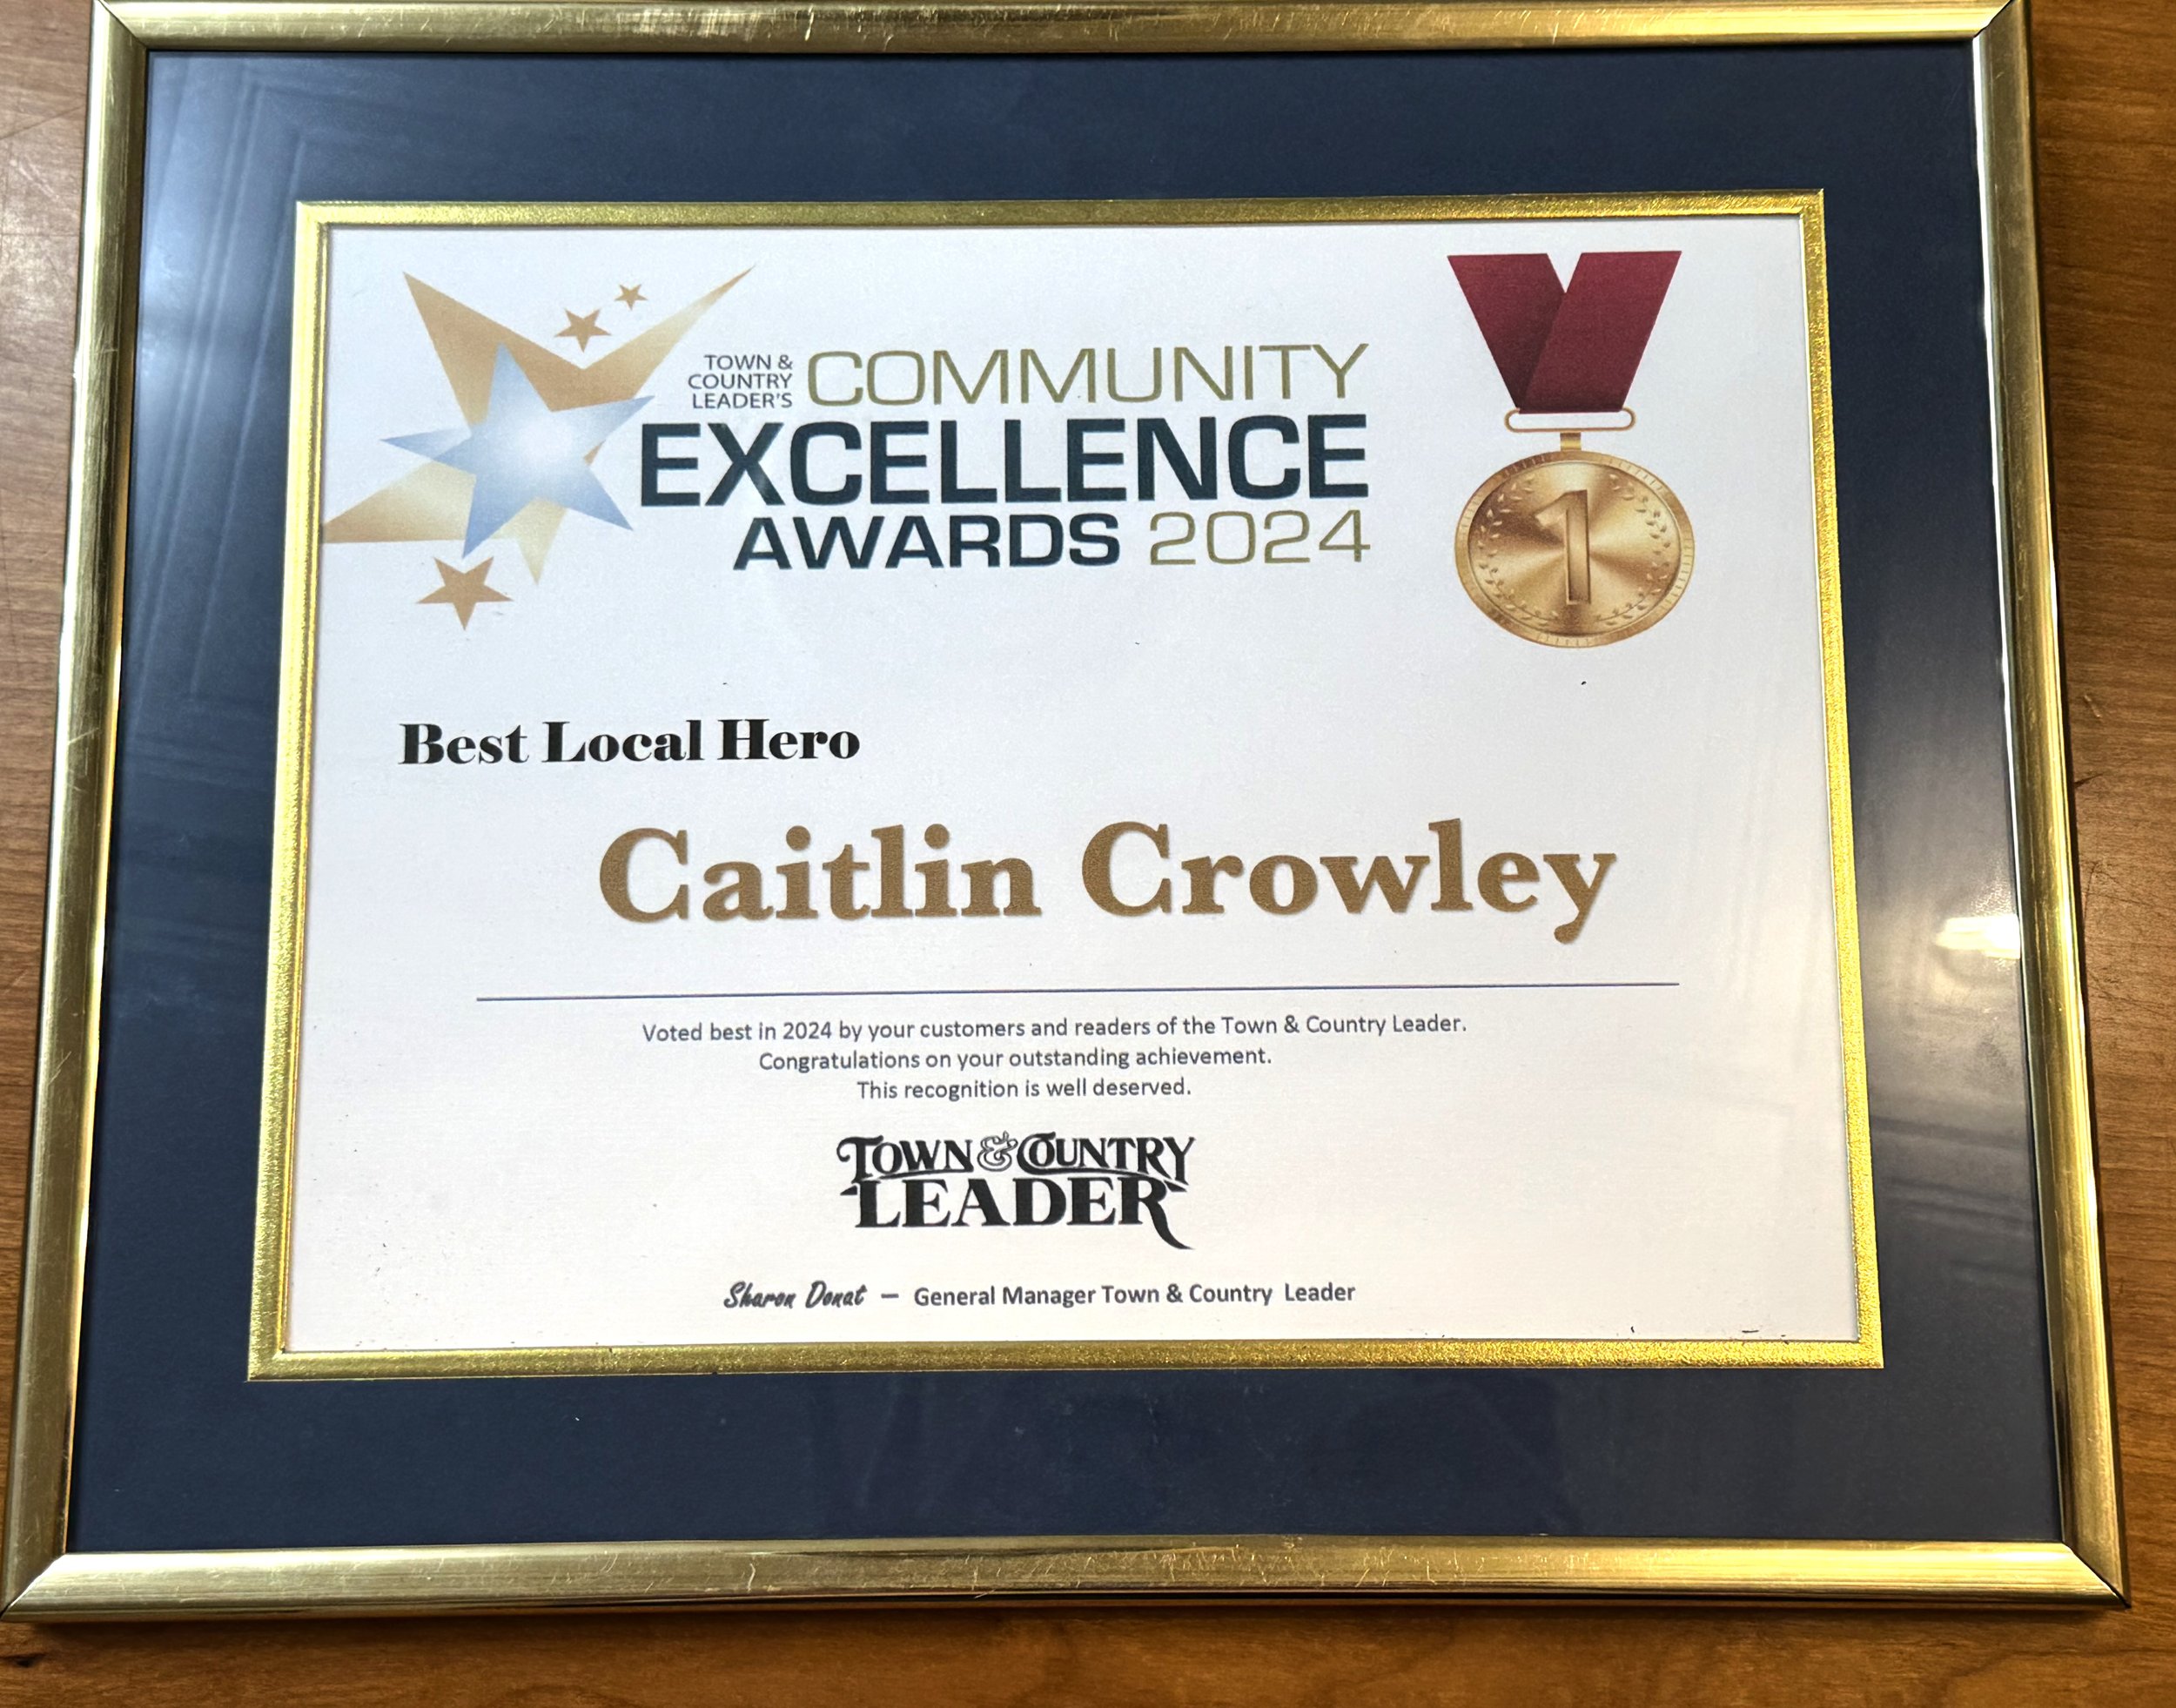 TOWN &
COUNTRY
LEADER'S
COMMUNITY
EXCELLENCE
AWARDS 2024
1
Best Local Hero
Caitlin Crowley
Voted best in 2024 by your customers and readers of the Town & Country Leader.
Congratulations on your outstanding achievement.
This recognition is well deserved.
TOWN & COUNTRY
LEADER
Sharon Donat — General Manager Town & Country Leader